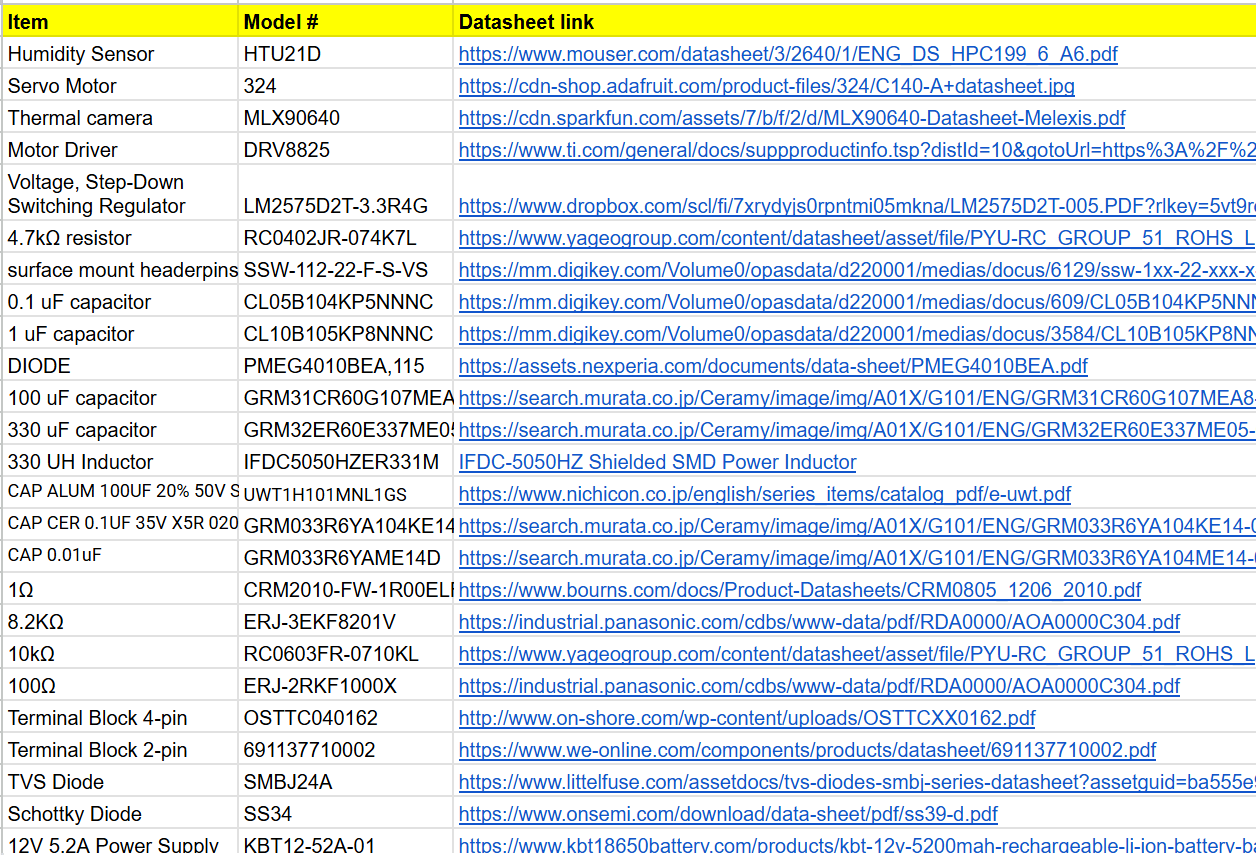 Item Model # Datasheet link
Humidity Sensor HTU21D https://www.mouser.com/datasheet/3/2640/1/ENG_DS_HPC199_6_A6.pdf
Servo Motor 324 https://cdn-shop.adafruit.com/product-files/324/C140-A+datasheet.jpg
Thermal camera MLX90640 https://cdn.sparkfun.com/assets/7/b/f/2/d/MLX90640-Datasheet-Melexis.pdf
Motor Driver DRV8825 https://www.ti.com/general/docs/suppproductinfo.tsp?distId=10&gotoUrl=https%3A%2F%2
Voltage, Step-Down
Switching Regulator LM2575D2T-3.3R4G https://www.dropbox.com/scl/fi/7xrydyjs0rpntmi05mkna/LM2575D2T-005.PDF?rlkey=5vt9r
4.7kΩ resistor RC0402JR-074K7L https://www.yageogroup.com/content/datasheet/asset/file/PYU-RC_GROUP_51_ROHS_L
surface mount headerpins SSW-112-22-F-S-VS https://mm.digikey.com/Volume0/opasdata/d220001/medias/docus/6129/ssw-1xx-22-xxx-x
0.1 uF capacitor CL05B104KP5NNNC https://mm.digikey.com/Volume0/opasdata/d220001/medias/docus/609/CL05B104KP5NN
1 uF capacitor CL10B105KP8NNNC https://mm.digikey.com/Volume0/opasdata/d220001/medias/docus/3584/CL10B105KP8N
DIODE PMEG4010BEA,115 https://assets.nexperia.com/documents/data-sheet/PMEG4010BEA.pdf
100 uF capacitor GRM31CR60G107MEA https://search.murata.co.jp/Ceramy/image/img/A01X/G101/ENG/GRM31CR60G107MEA8-
330 uF capacitor GRM32ER60E337ME05 https://search.murata.co.jp/Ceramy/image/img/A01X/G101/ENG/GRM32ER60E337ME05-
330 UH Inductor IFDC5050HZER331M IFDC-5050HZ Shielded SMD Power Inductor
CAP ALUM 100UF 20% 50V S UWT1H101MNL1GS https://www.nichicon.co.jp/english/series_items/catalog_pdf/e-uwt.pdf
CAP CER 0.1UF 35V X5R 020 GRM033R6YA104KE14 https://search.murata.co.jp/Ceramy/image/img/A01X/G101/ENG/GRM033R6YA104KE14-0
CAP 0.01uF GRM033R6YAME14D https://search.murata.co.jp/Ceramy/image/img/A01X/G101/ENG/GRM033R6YA104ME14-
1Ω CRM2010-FW-1R00ELF https://www.bourns.com/docs/Product-Datasheets/CRM0805_1206_2010.pdf
8.2KΩ ERJ-3EKF8201V https://industrial.panasonic.com/cdbs/www-data/pdf/RDA0000/AOA0000C304.pdf
10kΩ RC0603FR-0710KL https://www.yageogroup.com/content/datasheet/asset/file/PYU-RC_GROUP_51_ROHS_L
100Ω ERJ-2RKF1000X https://industrial.panasonic.com/cdbs/www-data/pdf/RDA0000/AOA0000C304.pdf
Terminal Block 4-pin OSTTC040162 http://www.on-shore.com/wp-content/uploads/OSTTCXX0162.pdf
Terminal Block 2-pin 691137710002 https://www.we-online.com/components/products/datasheet/691137710002.pdf
TVS Diode SMBJ24A https://www.littelfuse.com/assetdocs/tvs-diodes-smbj-series-datasheet?assetguid=ba555e
Schottky Diode SS34 https://www.onsemi.com/download/data-sheet/pdf/ss39-d.pdf
12V 5.2A Power Supply KBT12-52A-01 https://www.kbt18650battery.com/products/kbt-12v-5200mah-rechargeable-li-ion-battery-b